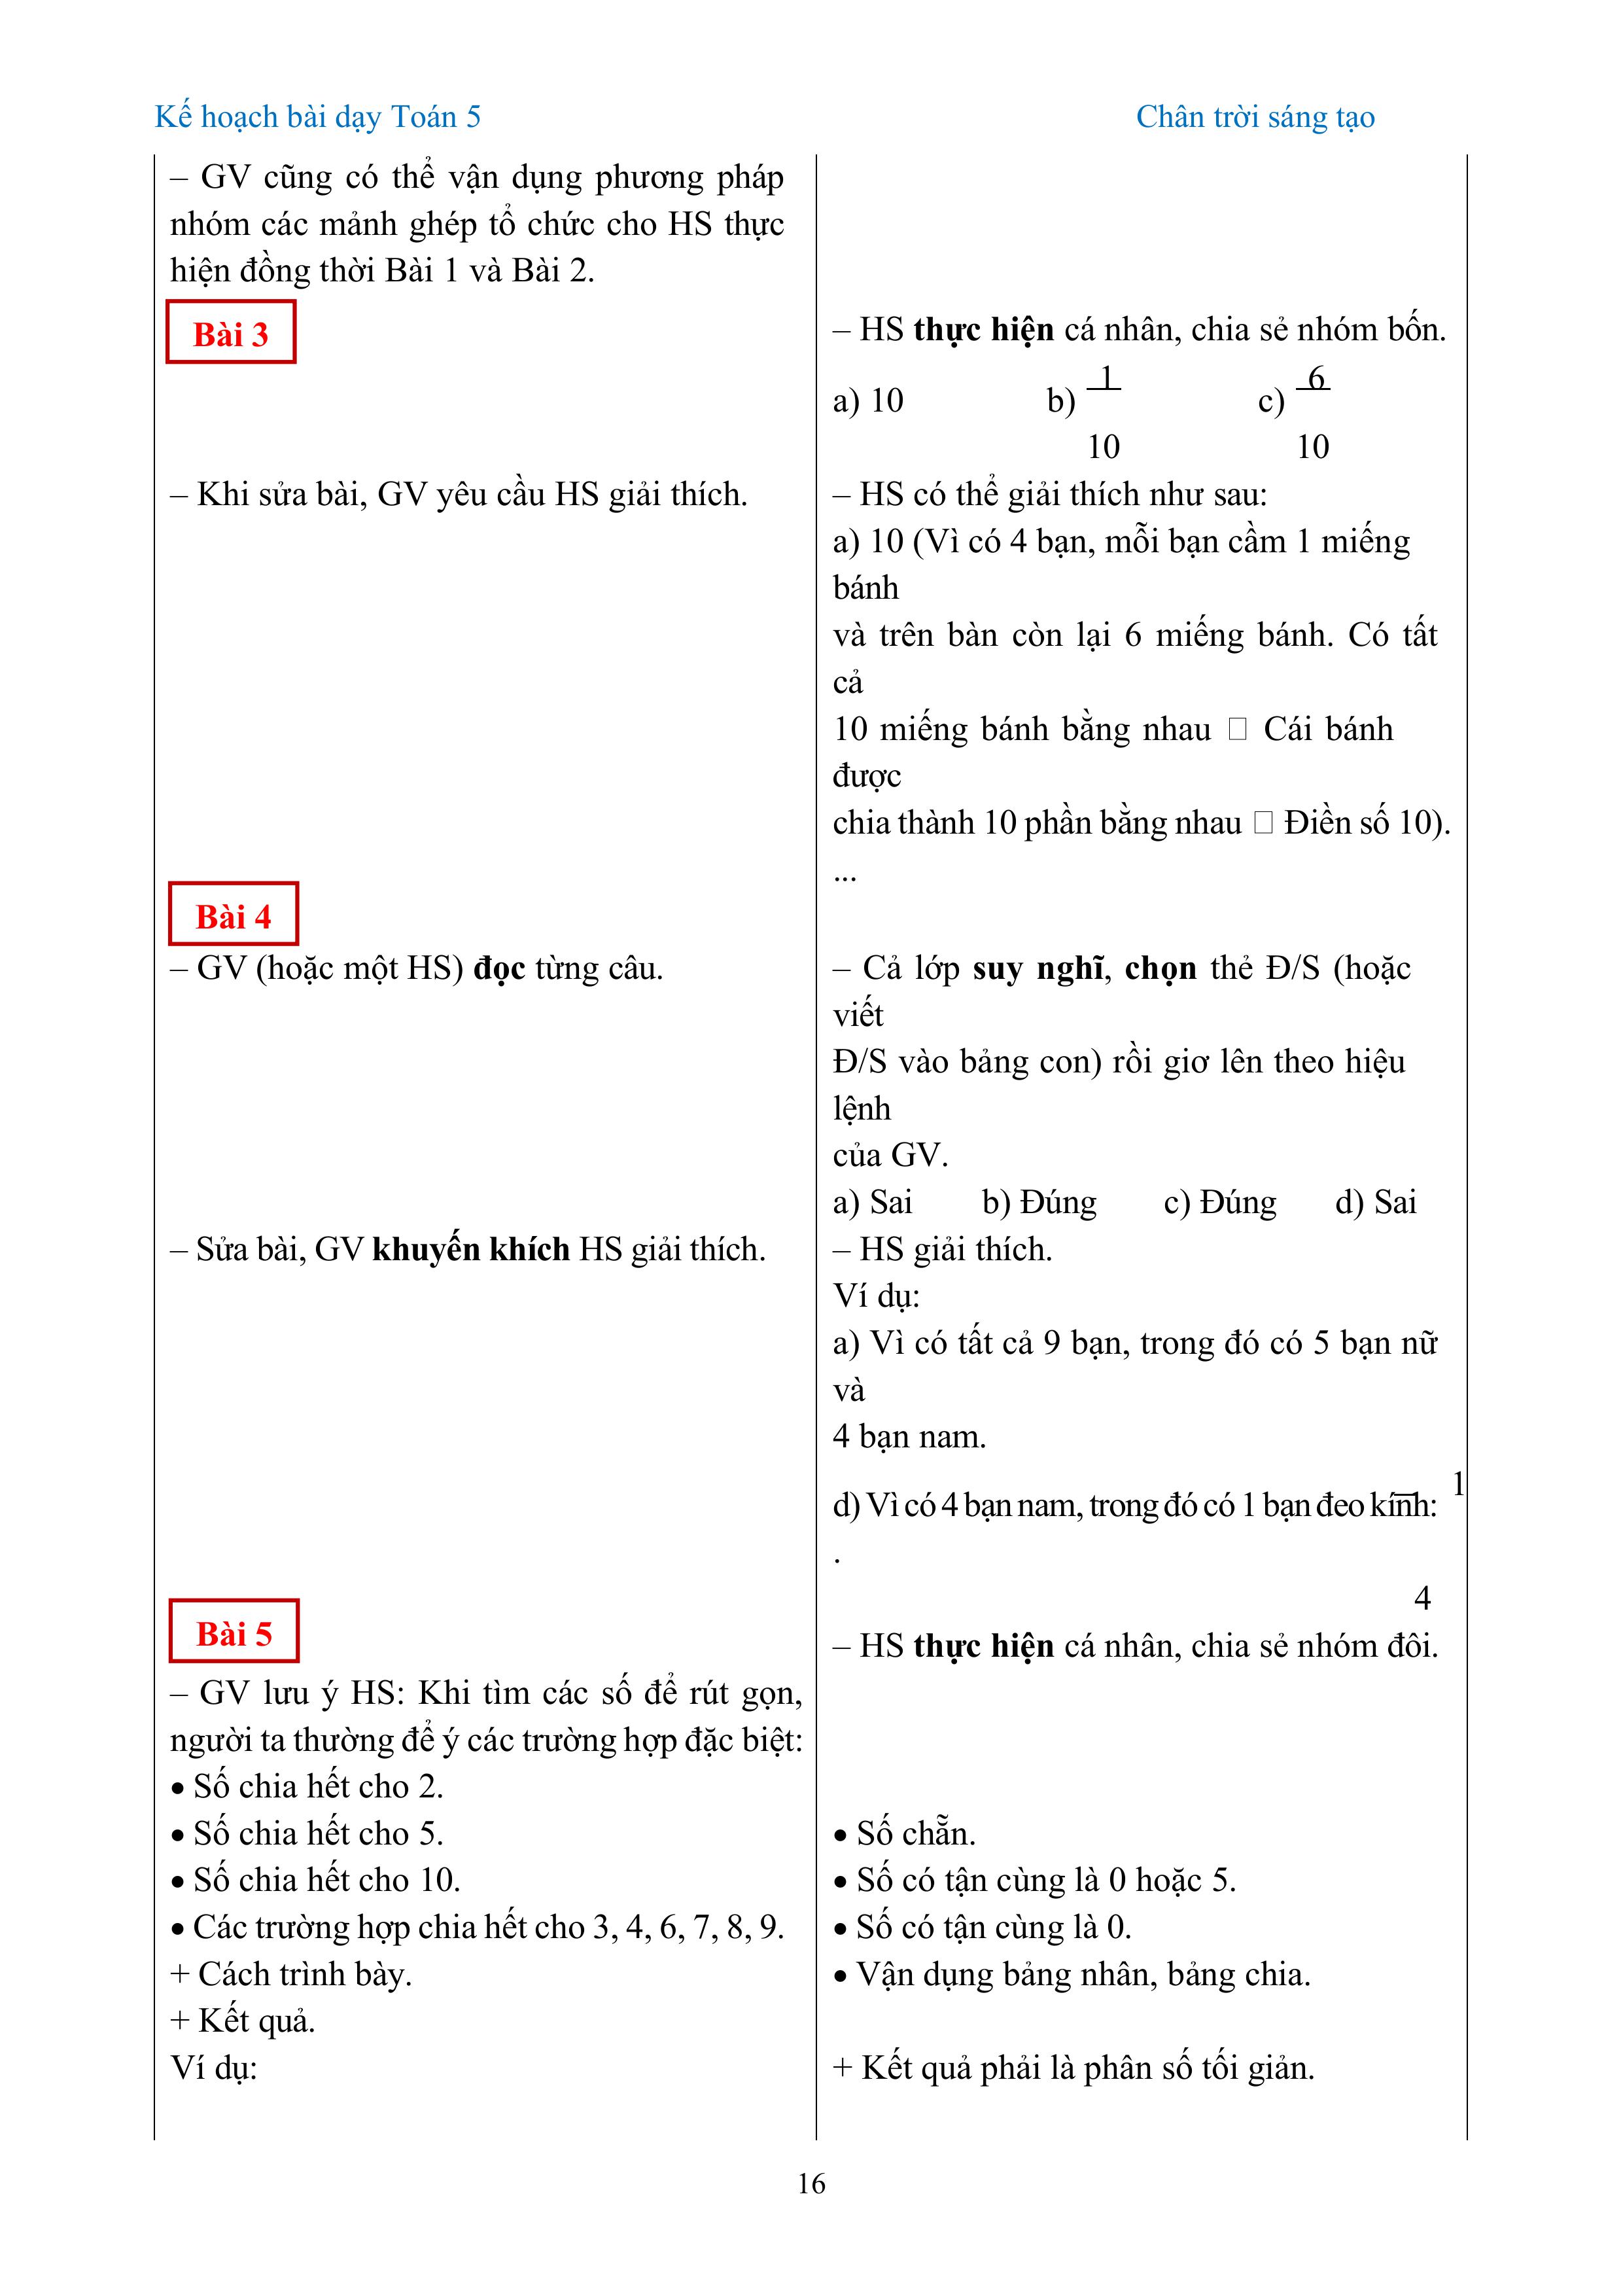 Kế hoạch bài dạy Toán 5
Chân trời sáng tạo
– GV cũng có thể vận dụng phương pháp
nhóm các mảnh ghép tổ chức cho HS thực
hiện đồng thời Bài 1 và Bài 2.
Bài 3
– HS thực hiện cá nhân, chia sẻ nhóm bốn.
1 6
a) 10 b) c)
10 10
– Khi sửa bài, GV yêu cầu HS giải thích.
– HS có thể giải thích như sau:
a) 10 (Vì có 4 bạn, mỗi bạn cầm 1 miếng
bánh
và trên bàn còn lại 6 miếng bánh. Có tất
cả
10 miếng bánh bằng nhau □ Cái bánh
được
chia thành 10 phần bằng nhau □ Điền số 10).
...
Bài 4
– GV (hoặc một HS) đọc từng câu.
– Cả lớp suy nghĩ, chọn thẻ Đ/S (hoặc
viết
Đ/S vào bảng con) rồi giơ lên theo hiệu
lệnh
của GV.
a) Sai b) Đúng c) Đúng d) Sai
– Sửa bài, GV khuyến khích HS giải thích.
– HS giải thích.
Ví dụ:
a) Vì có tất cả 9 bạn, trong đó có 5 bạn nữ
và
4 bạn nam.
1
d) Vì có 4 bạn nam, trong đó có 1 bạn đeo kính:
.
4
Bài 5
– HS thực hiện cá nhân, chia sẻ nhóm đôi.
– GV lưu ý HS: Khi tìm các số để rút gọn,
người ta thường để ý các trường hợp đặc biệt:
• Số chia hết cho 2.
• Số chia hết cho 5.
• Số chia hết cho 10.
• Các trường hợp chia hết cho 3, 4, 6, 7, 8, 9.
+ Cách trình bày.
+ Kết quả.
Ví dụ:
• Số chẵn.
• Số có tận cùng là 0 hoặc 5.
• Số có tận cùng là 0.
• Vận dụng bảng nhân, bảng chia.
+ Kết quả phải là phân số tối giản.
16